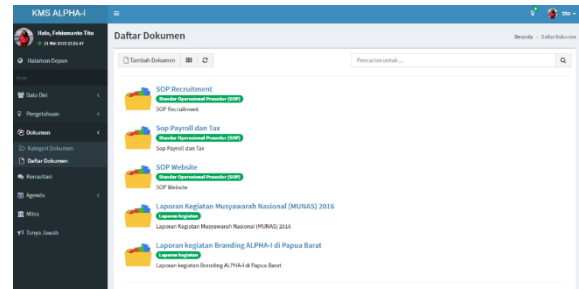 KMS ALPHA-I
tito
Halo, Febismanto Tito
Daftar Dokumen
Beranda Daftar Dokumen
Halaman Depan
Tambah Dokumen
Pencarian untuk ...
Data Diri
Pengetahuan
Dokumen
Kategori Dokumen
Daftar Dokumen
Konsultasi
Agenda
Mitra
Tanya Jawab
SOP Recruitment
Standar Operasional Prosedur (SOP)
SOP Recruitment
Sop Payroll dan Tax
Standar Operasional Prosedur (SOP)
Sop Payroll dan Tax
SOP Website
Standar Operasional Prosedur (SOP)
SOP Website
Laporan Kegiatan Musyawarah Nasional (MUNAS) 2016
Laporan kegiatan
Laporan Kegiatan Musyawarah Nasional (MUNAS) 2016
Laporan kegiatan Branding ALPHA-I di Papua Barat
Laporan kegiatan
Laporan kegiatan Branding ALPHA-I di Papua Barat